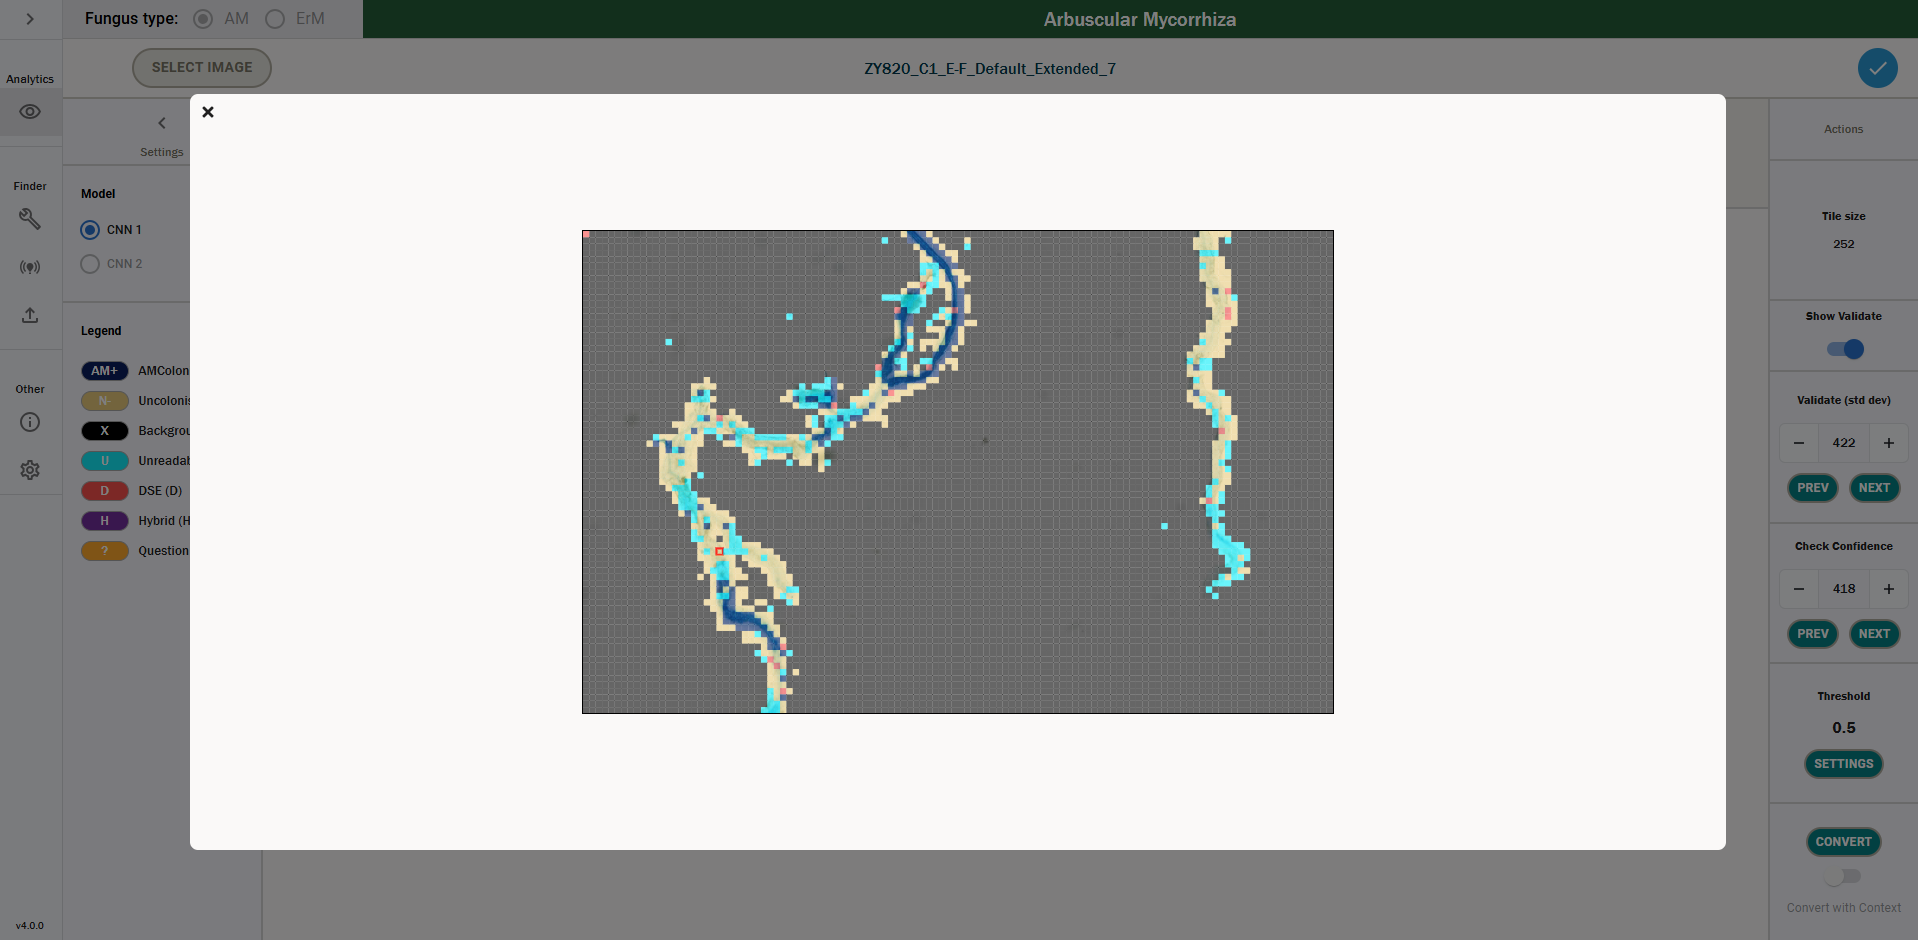 Fungus type: AM ErM
Arbuscular Mycorrhiza
SELECT IMAGE
ZY820_C1_E-F_Default_Extended_7
Analytics
Finder
Other
v4.0.0
Settings
Model
CNN 1
CNN 2
Legend
AM+ AMColon
N- Uncolonis
X Backgrou
U Unreadab
D DSE (D)
H Hybrid (H
? Question
Actions
Tile size
252
Show Validate
Validate (std dev)
− 422 +
PREV NEXT
Check Confidence
− 418 +
PREV NEXT
Threshold
0.5
SETTINGS
CONVERT
Convert with Context